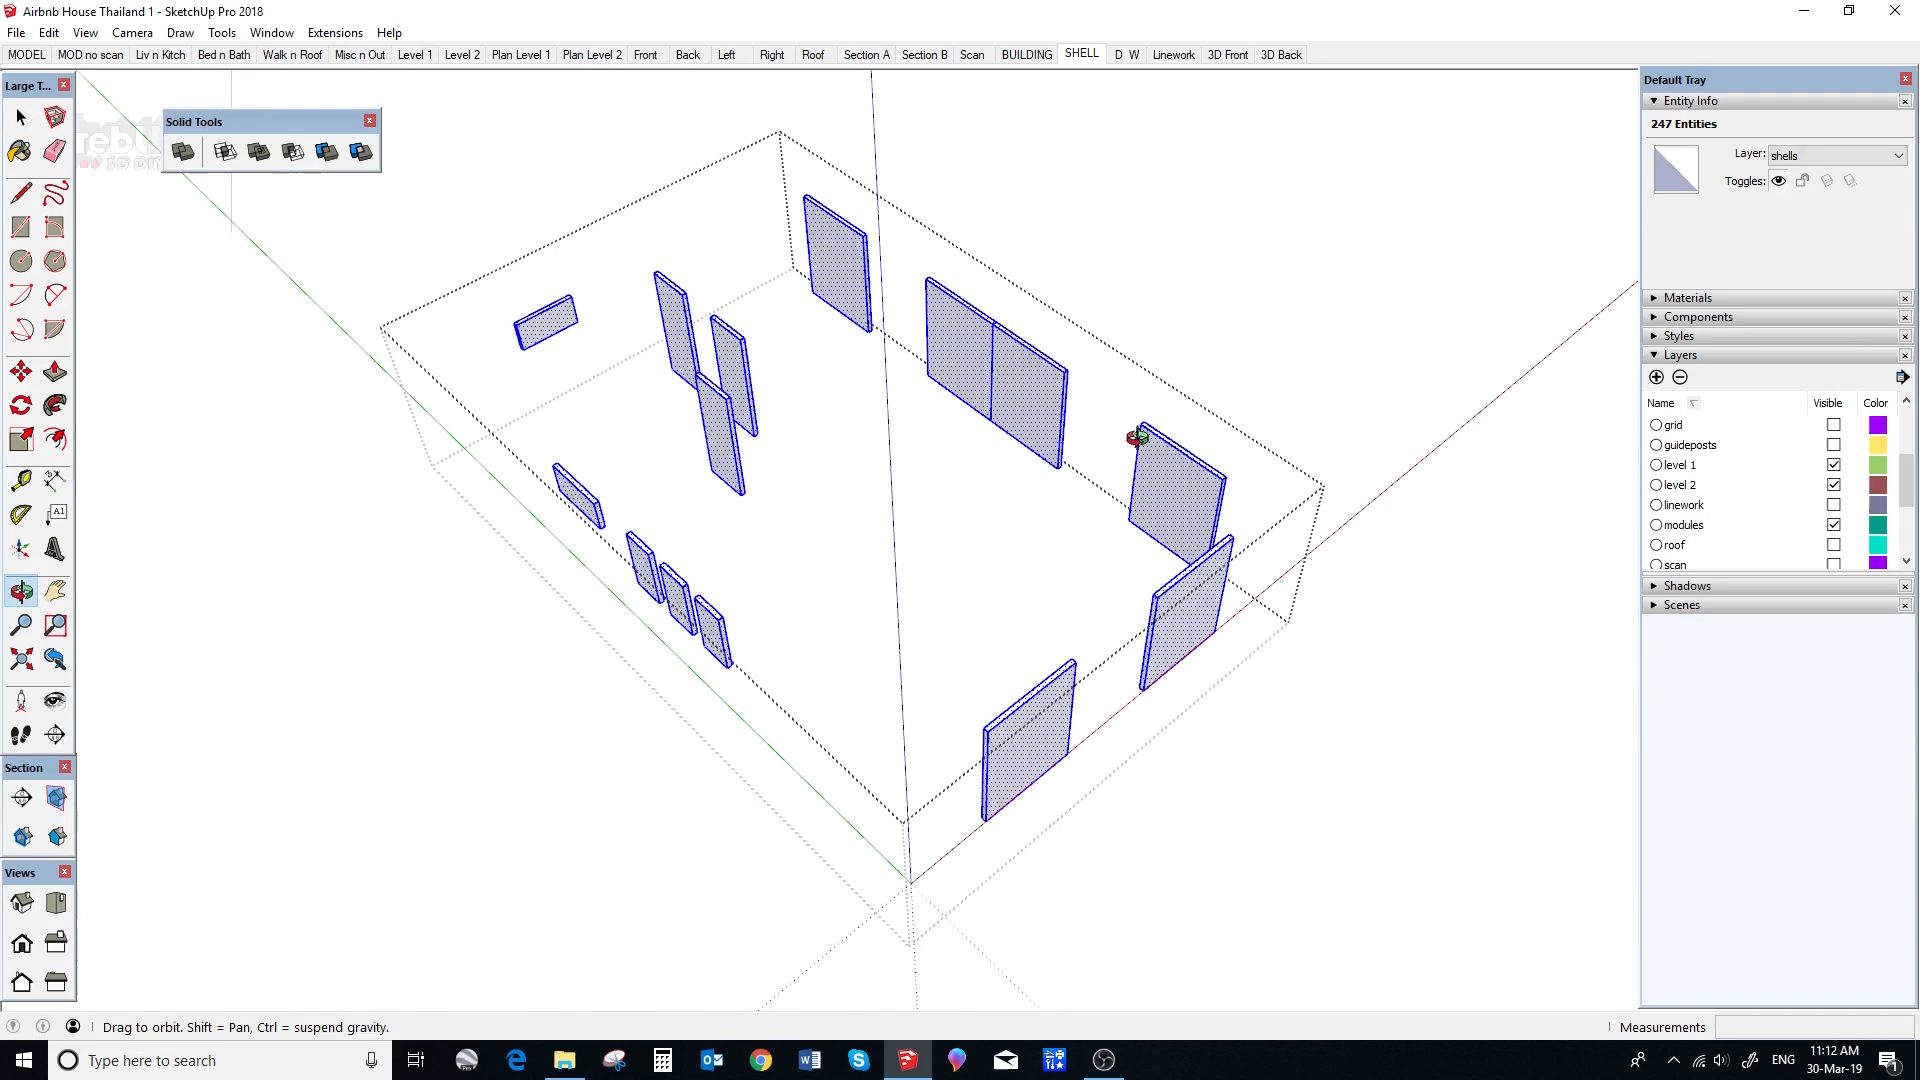 Airbnb House Thailand 1 - SketchUp Pro 2018
File Edit View Camera Draw Tools Window Extensions Help
MODEL MOD no scan Liv n Kitch Bed n Bath Walk n Roof Misc n Out Level 1 Level 2 Plan Level 1 Plan Level 2 Front Back Left Right Roof Section A Section B Scan BUILDING SHELL D W Linework 3D Front 3D Back
Large T...
Solid Tools
A1
Section
Views
Default Tray
Entity Info
247 Entities
Layer: shells
Toggles:
Materials
Components
Styles
Layers
Name Visible Color
grid
guideposts
level 1
level 2
linework
modules
roof
scan
Shadows
Scenes
Drag to orbit. Shift = Pan, Ctrl = suspend gravity.
Measurements
Type here to search
ENG
11:12 AM
30-Mar-19
1